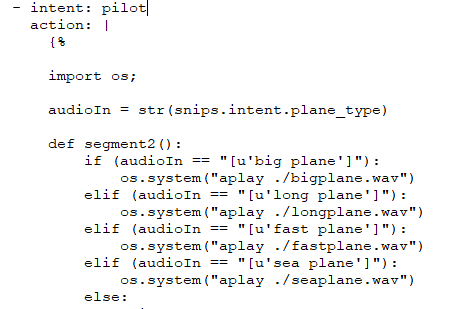 - intent: pilot
  action: |
    {%

    import os;

    audioIn = str(snips.intent.plane_type)

    def segment2():
        if (audioIn == "[u'big plane']"):
            os.system("aplay ./bigplane.wav")
        elif (audioIn == "[u'long plane']"):
            os.system("aplay ./longplane.wav")
        elif (audioIn == "[u'fast plane']"):
            os.system("aplay ./fastplane.wav")
        elif (audioIn == "[u'sea plane']"):
            os.system("aplay ./seaplane.wav")
        else: